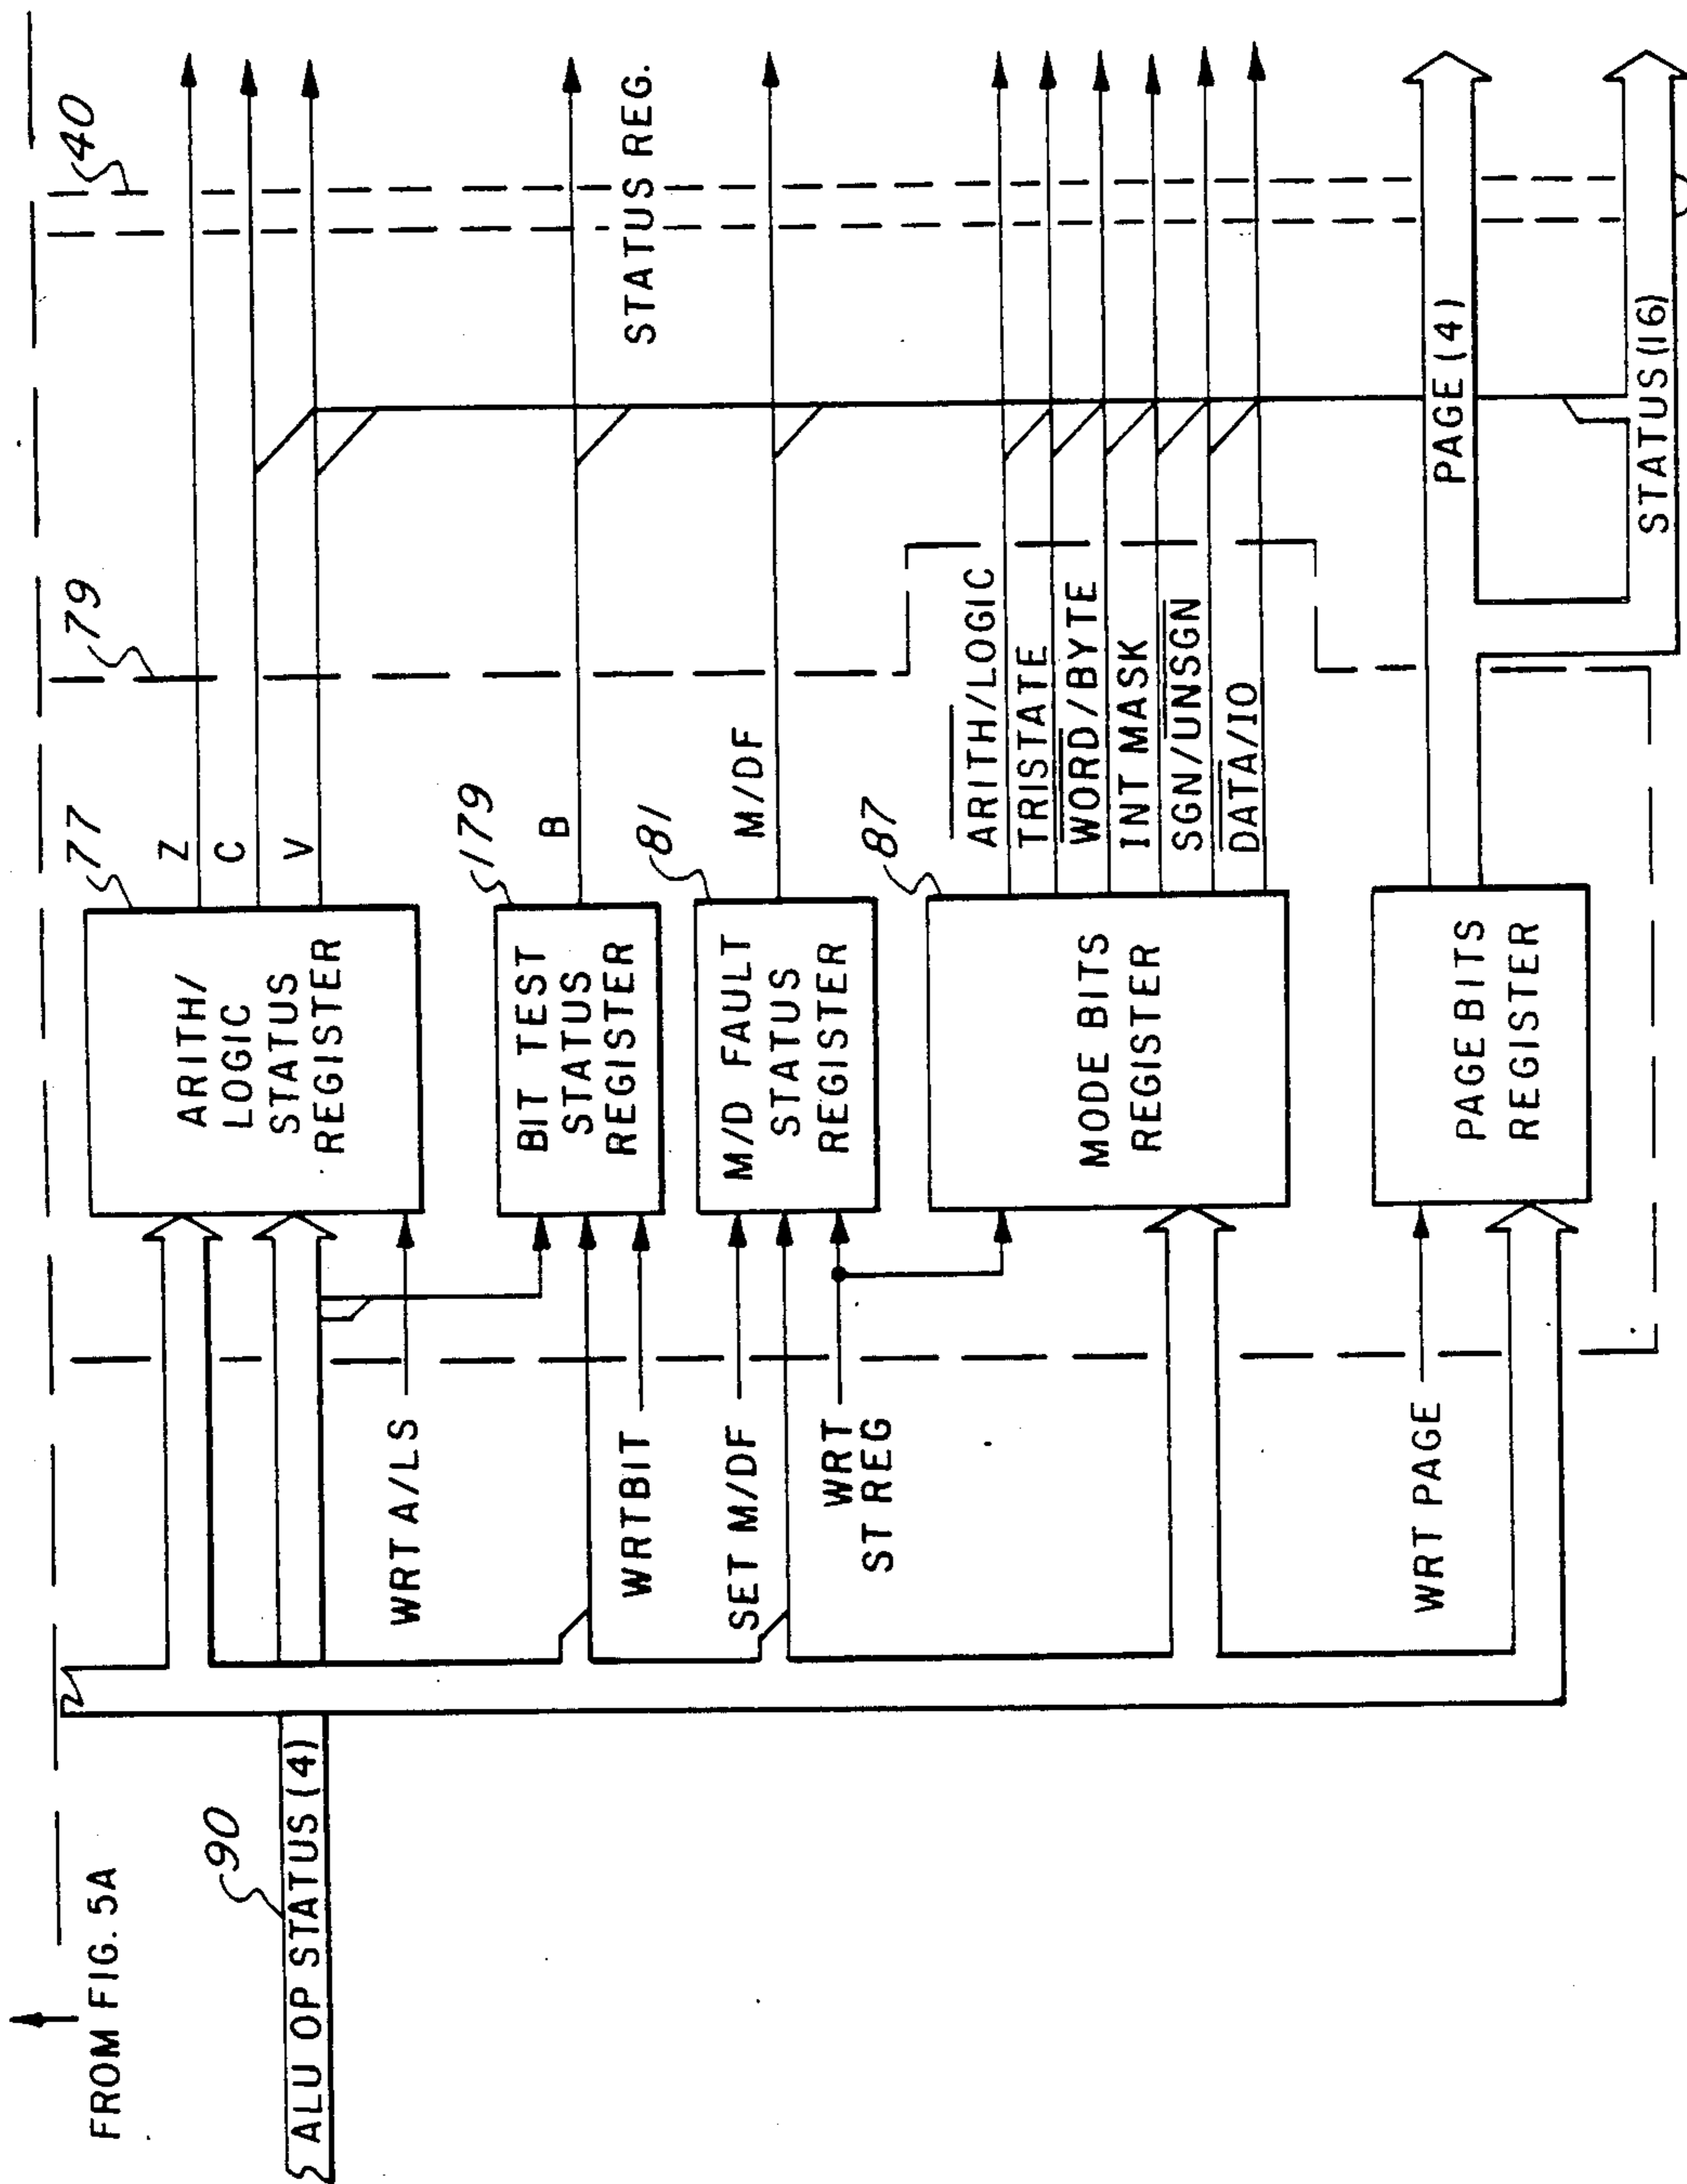 FROM FIG. 5A
90
ALU OP STATUS (4)
WRT A/LS
WRTBIT
SET M/DF
WRT
ST REG
WRT PAGE
77
ARITH/
LOGIC
STATUS
REGISTER
179
BIT TEST
STATUS
REGISTER
81
M/D FAULT
STATUS
REGISTER
87
MODE BITS
REGISTER
PAGE BITS
REGISTER
Z
C
V
B
M/DF
ARITH/LOGIC
TRISTATE
WORD/BYTE
INT MASK
SGN/UNSGN
DATA/IO
79
40
STATUS REG.
PAGE (4)
STATUS (16)